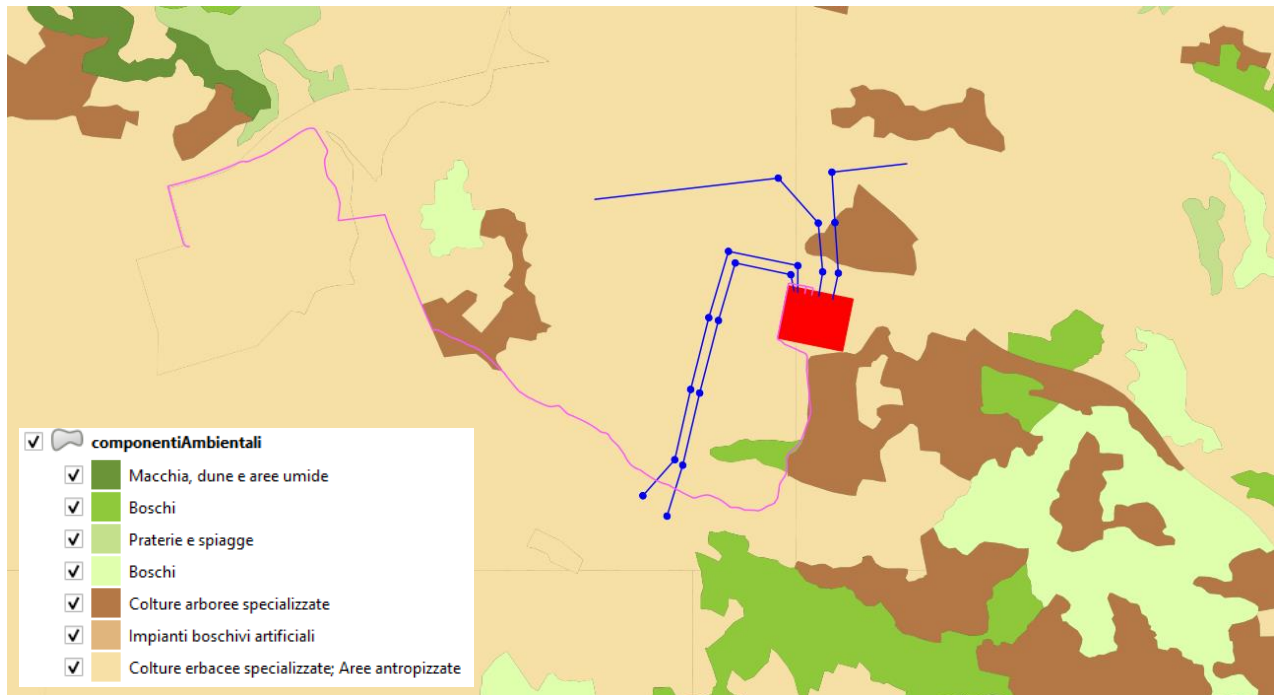 componentiAmbientali
Macchia, dune e aree umide
Boschi
Praterie e spiagge
Boschi
Colture arboree specializzate
Impianti boschivi artificiali
Colture erbacee specializzate; Aree antropizzate